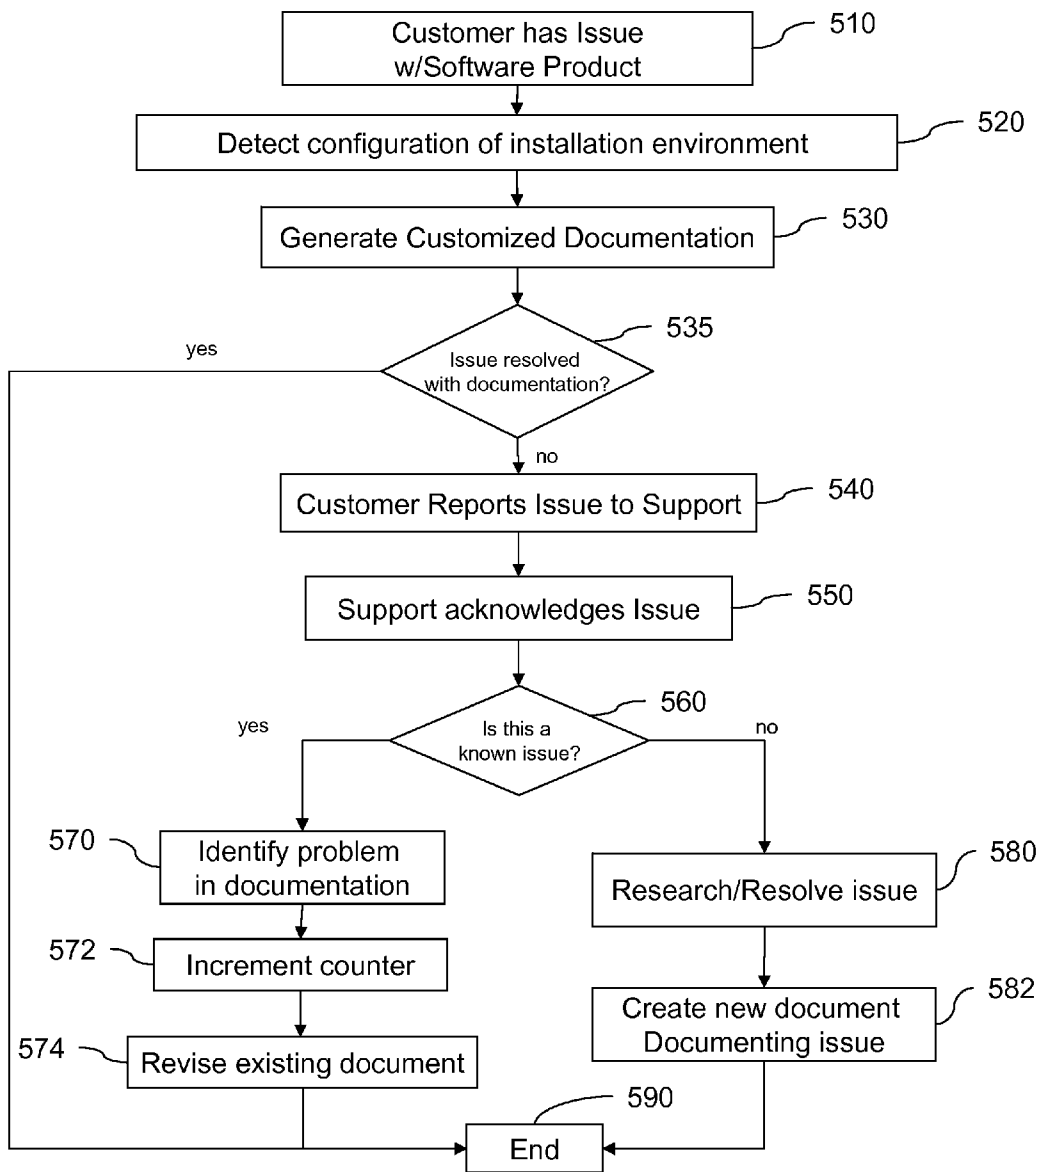 Customer has Issue
w/Software Product
510
Detect configuration of installation environment
520
Generate Customized Documentation
530
535
yes
Issue resolved
with documentation?
no
Customer Reports Issue to Support
540
Support acknowledges Issue
550
560
yes
Is this a
known issue?
no
570
Identify problem
in documentation
580
Research/Resolve issue
572
Increment counter
582
Create new document
Documenting issue
574
Revise existing document
590
End